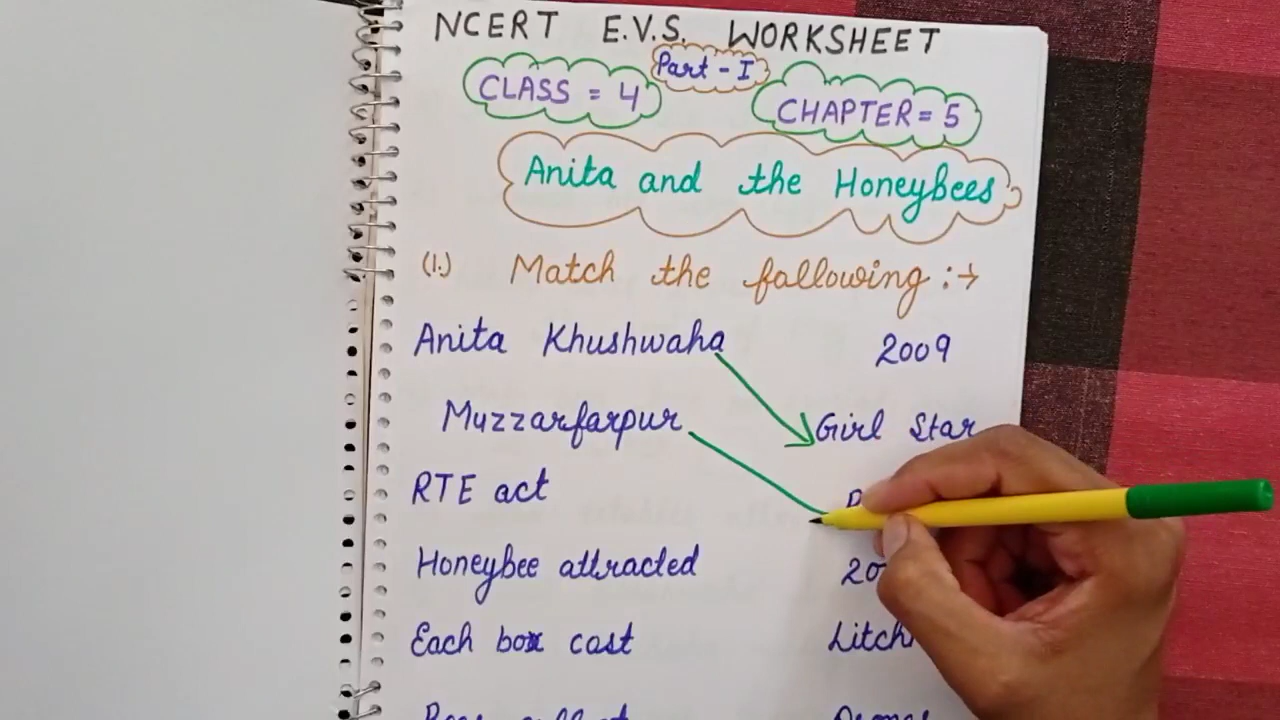 NCERT E.V.S. WORKSHEET
Part - I
CLASS = 4
CHAPTER = 5
Anita and the Honeybees
(1.) Match the following :→
Anita Khushwaha 2009
Muzzarfarpur Girl Star
RTE act
Honeybee attracted
Each box cost